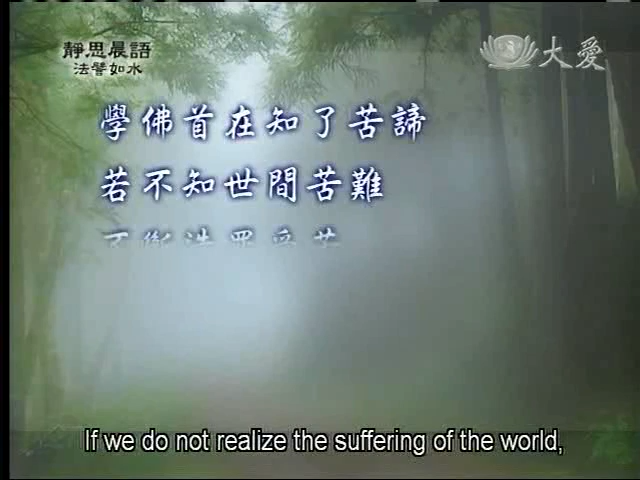 靜思晨語
法譬如水
大愛
學佛首在知了苦諦
若不知世間苦難
If we do not realize the suffering of the world,